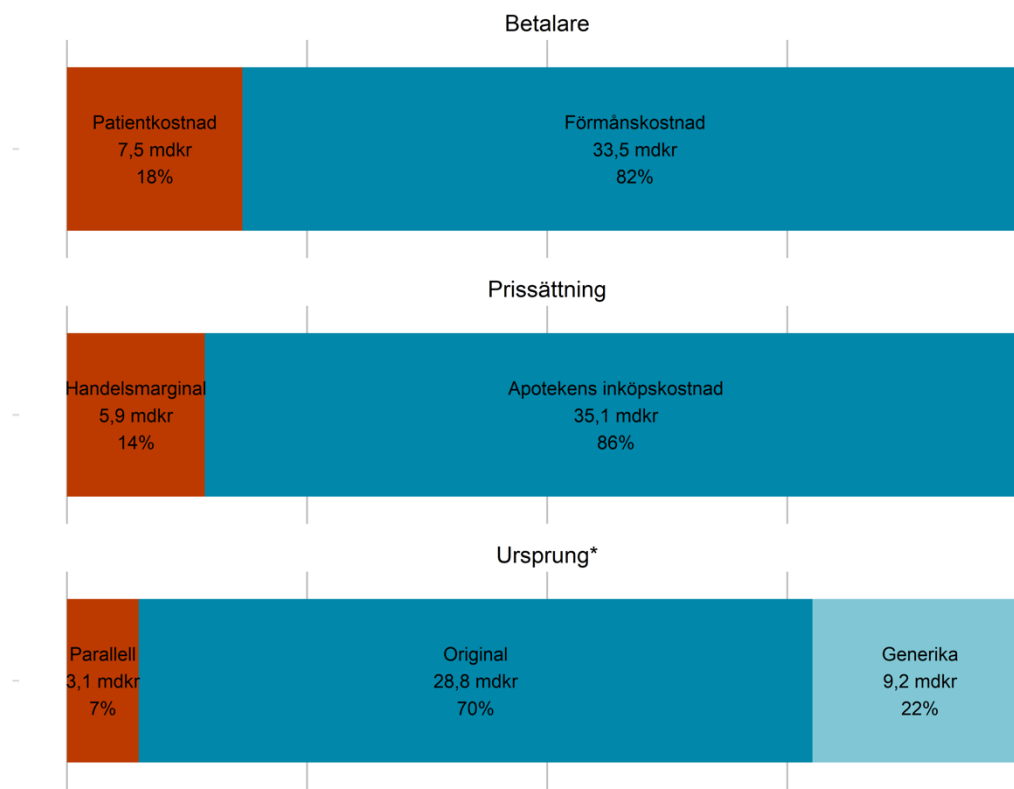 Betalare
Patientkostnad
7,5 mdkr
18%
Förmånskostnad
33,5 mdkr
82%
Prissättning
Handelsmarginal
5,9 mdkr
14%
Apotekens inköpskostnad
35,1 mdkr
86%
Ursprung*
Parallell
3,1 mdkr
7%
Original
28,8 mdkr
70%
Generika
9,2 mdkr
22%